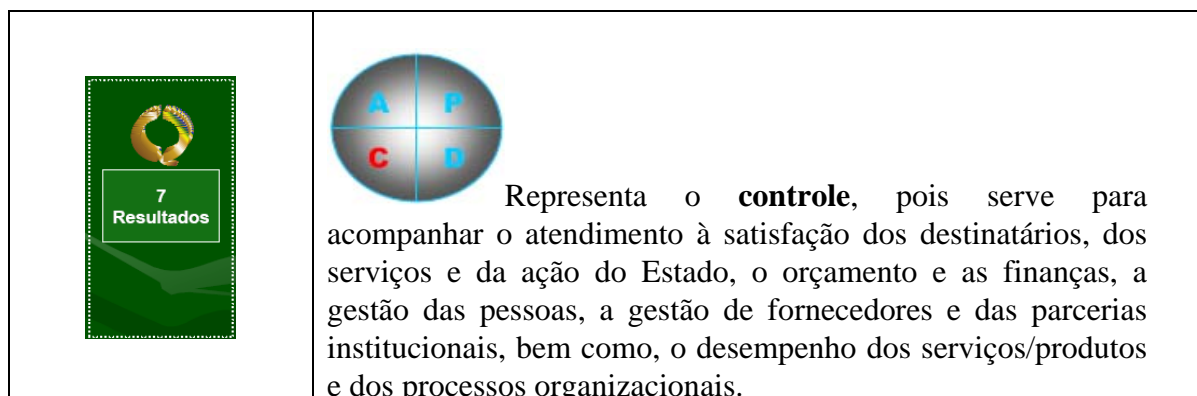 7
Resultados
A P
C D
Representa o controle, pois serve para
acompanhar o atendimento à satisfação dos destinatários, dos
serviços e da ação do Estado, o orçamento e as finanças, a
gestão das pessoas, a gestão de fornecedores e das parcerias
institucionais, bem como, o desempenho dos serviços/produtos
e dos processos organizacionais.